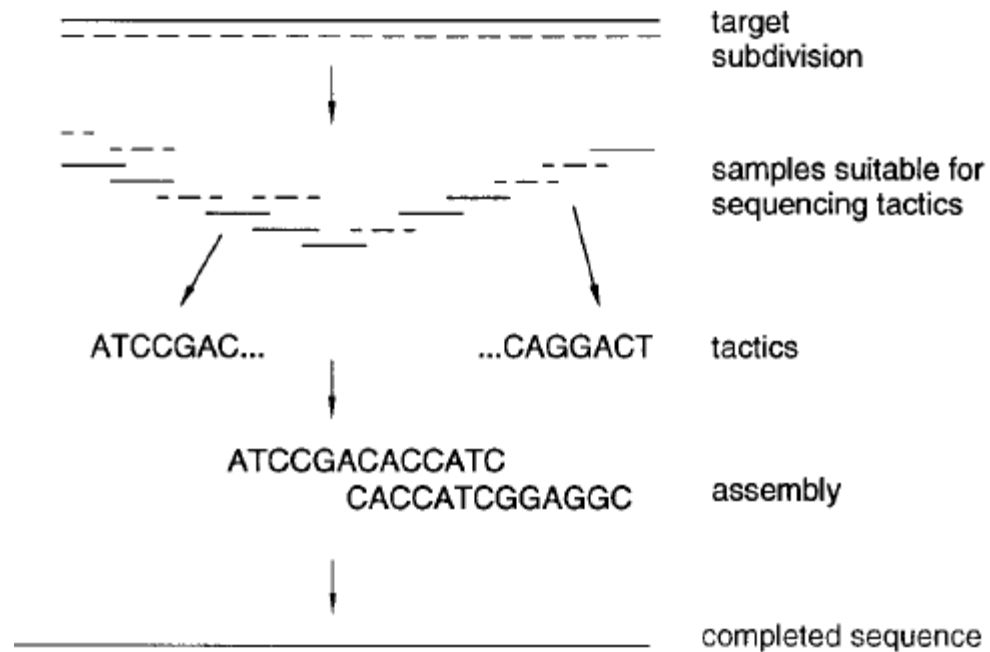 target
subdivision
samples suitable for
sequencing tactics
ATCCGAC...
...CAGGACT
tactics
ATCCGACACCATC
CACCATCGGAGGC
assembly
completed sequence